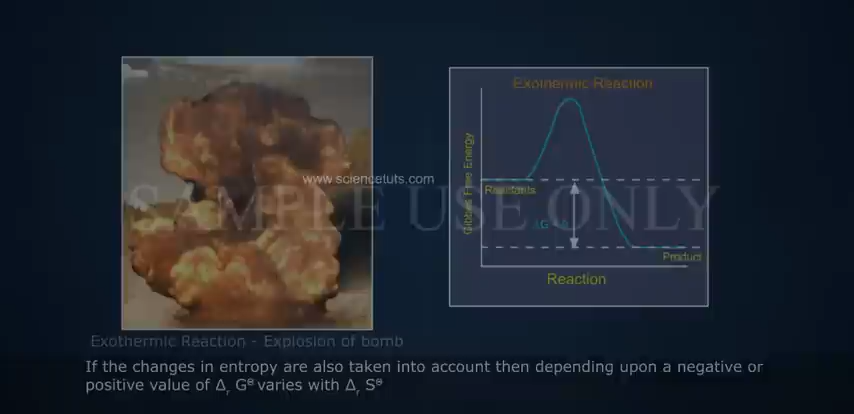 Exothermic Reaction
www.sciencetuts.com
Gibbs Free Energy
Reactants
SAMPLE USE ONLY
Product
Reaction
Exothermic Reaction - Explosion of bomb
If the changes in entropy are also taken into account then depending upon a negative or
positive value of Δ, G° varies with Δ, S°